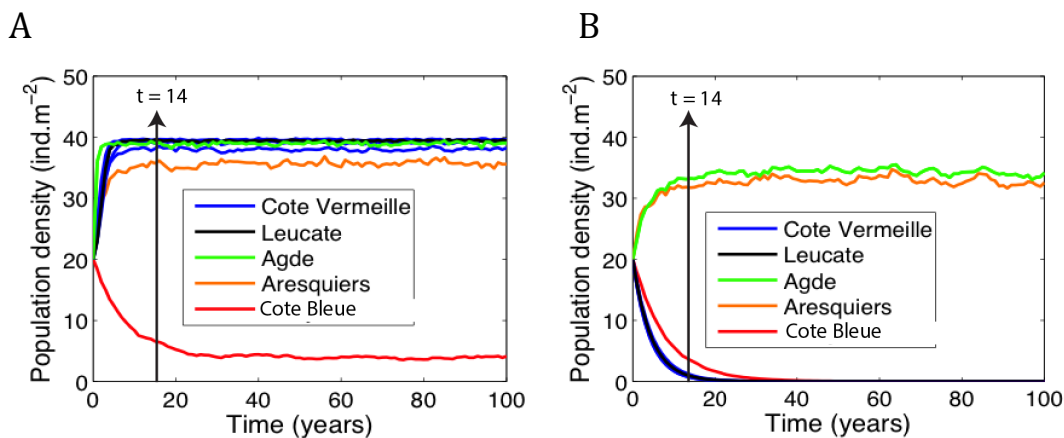 A
B
50
40
30
20
10
0
Population density (ind.m−2)
t = 14
Cote Vermeille
Leucate
Agde
Aresquiers
Cote Bleue
0 20 40 60 80 100
Time (years)
50
40
30
20
10
0
Population density (ind.m−2)
t = 14
Cote Vermeille
Leucate
Agde
Aresquiers
Cote Bleue
0 20 40 60 80 100
Time (years)